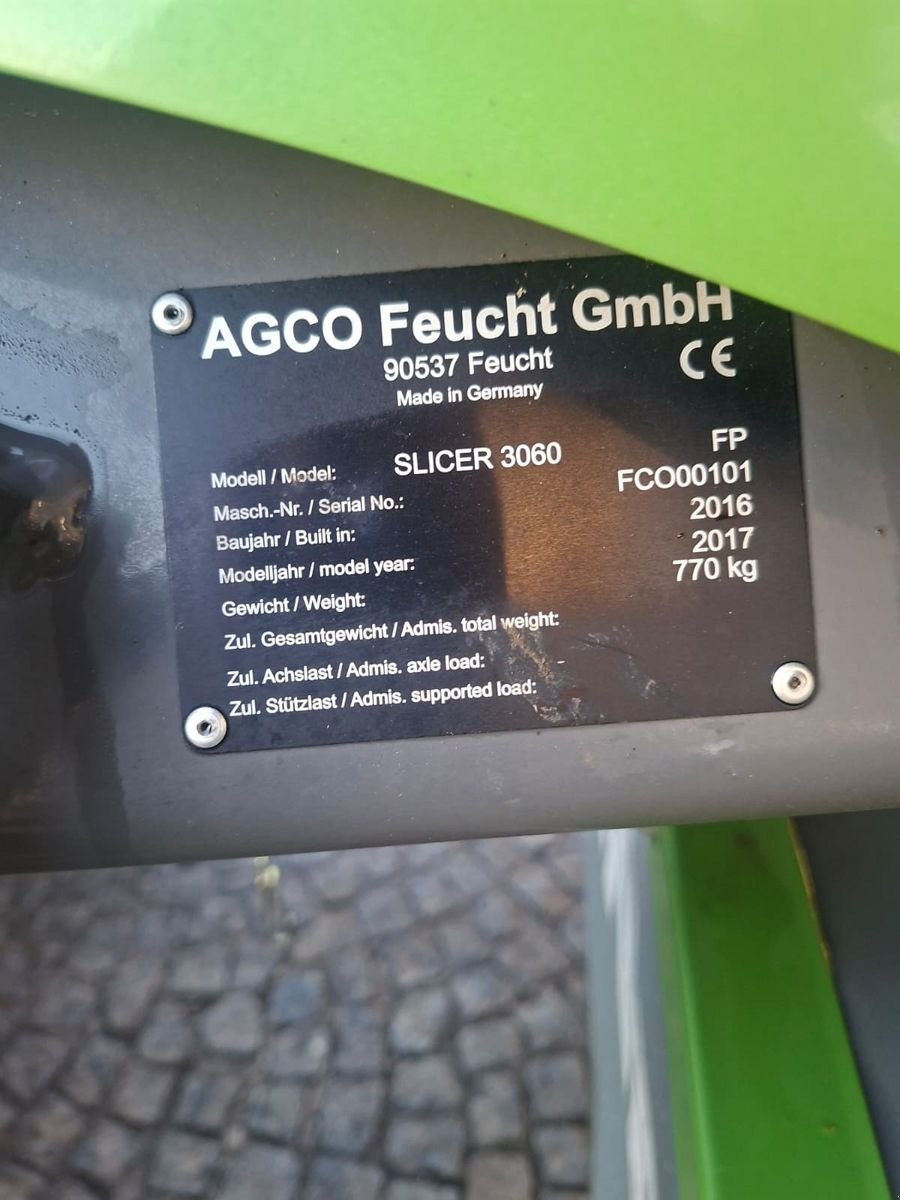 AGCO Feucht GmbH
90537 Feucht
CE
Made in Germany
Modell / Model: SLICER 3060 FP
Masch.-Nr. / Serial No.: FCO00101
Baujahr / Built in: 2016
Modelljahr / model year: 2017
Gewicht / Weight: 770 kg
Zul. Gesamtgewicht / Admis. total weight:
Zul. Achslast / Admis. axle load:
Zul. Stützlast / Admis. supported load: